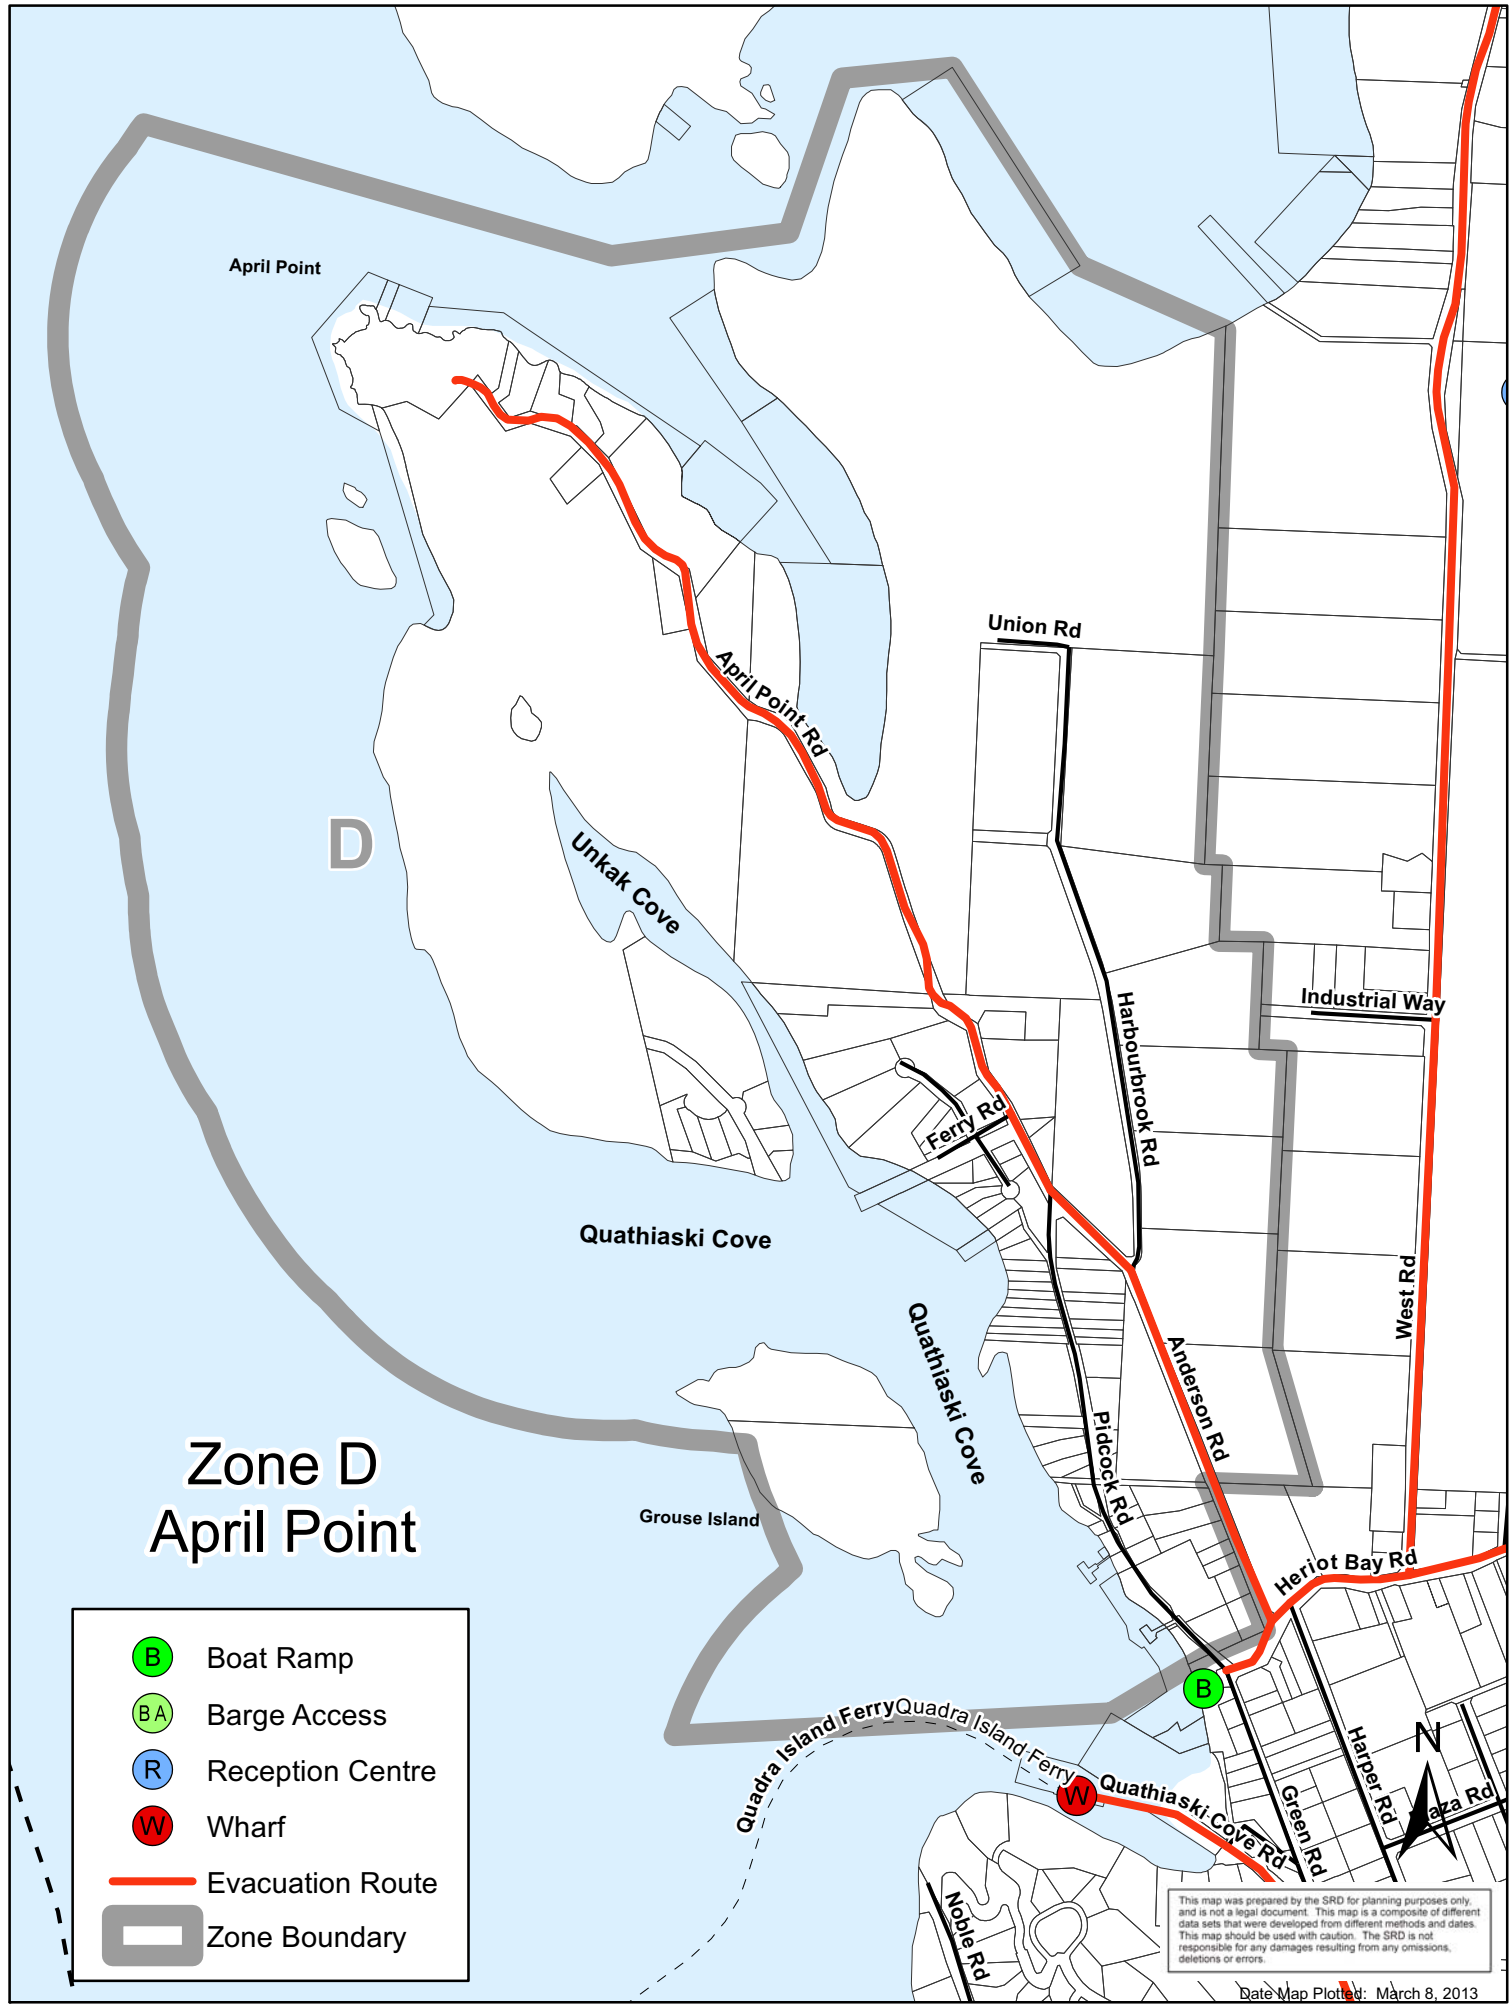 April Point
Union Rd
April Point Rd
D
Unkak Cove
Industrial Way
Harbourbrook Rd
Ferry Rd
Quathiaski Cove
West Rd
Quathiaski Cove
Anderson Rd
Pidcock Rd
Zone D
April Point
Grouse Island
Heriot Bay Rd
B
Quadra Island Ferry
Quadra Island Ferry
W
Quathiaski Cove Rd
Green Rd
Harper Rd
N
Noble Rd
B Boat Ramp
BA Barge Access
R Reception Centre
W Wharf
Evacuation Route
Zone Boundary
This map was prepared by the SRD for planning purposes only,
and is not a legal document. This map is a composite of different
data sets that were developed from different methods and dates.
This map should be used with caution. The SRD is not
responsible for any damages resulting from any omissions,
deletions or errors.
Date Map Plotted: March 8, 2013